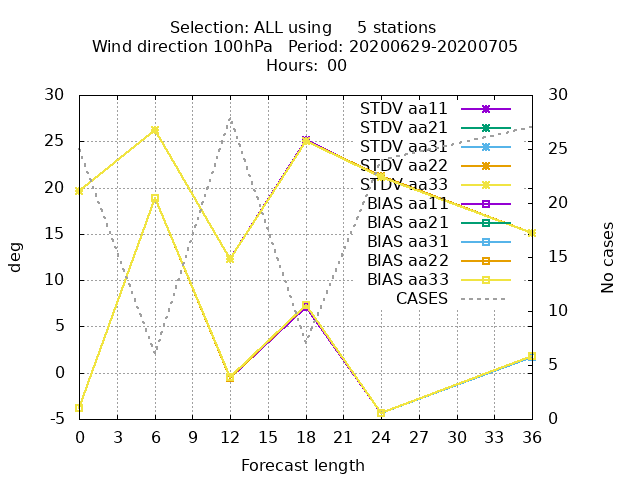 Selection: ALL using 5 stations
Wind direction 100hPa Period: 20200629-20200705
Hours: 00
30 30
STDV aa11
STDV aa21
25 STDV aa31 25
STDV aa22
20 STDV aa33
BIAS aa11 20
15 BIAS aa21
BIAS aa31 15
BIAS aa22
10 BIAS aa33
CASES 10
5
5
0
-5 0
deg
No cases
0 3 6 9 12 15 18 21 24 27 30 33 36
Forecast length